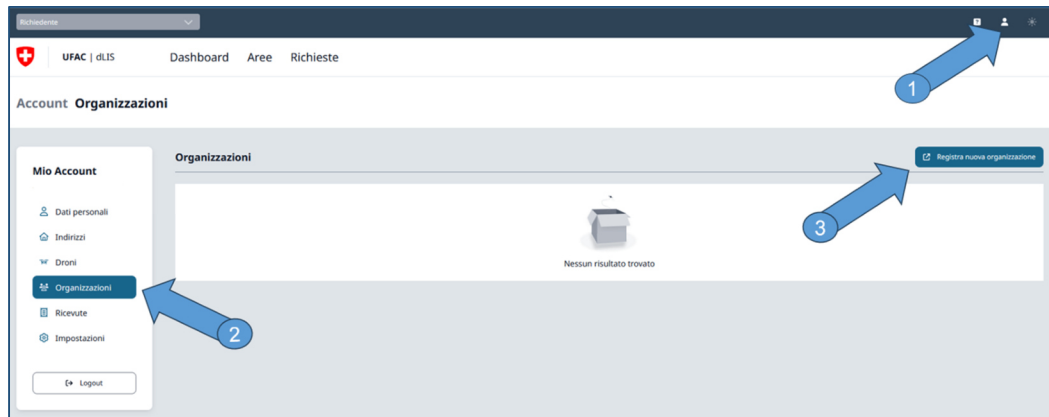 Richiedente
?
UFAC | dLIS Dashboard Aree Richieste
1
Account Organizzazioni
Mio Account
Organizzazioni
Registra nuova organizzazione
3
Dati personali
Indirizzi
Droni
Organizzazioni
Ricevute
Impostazioni
Logout
Nessun risultato trovato
2